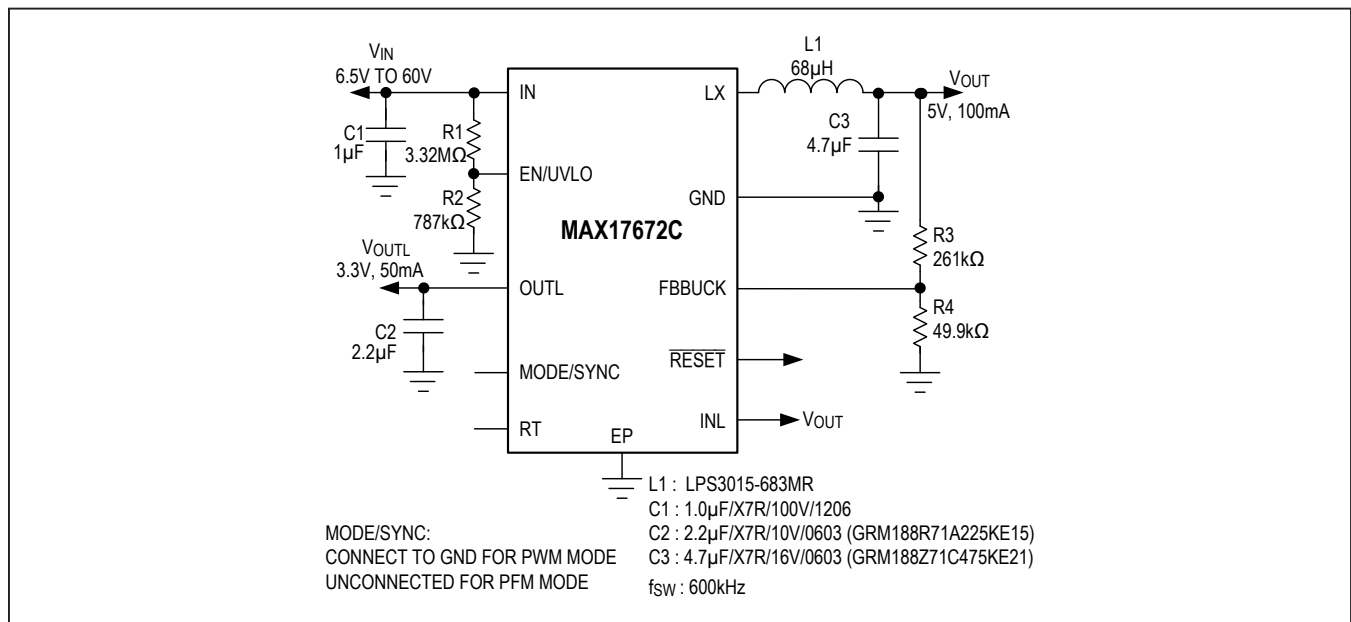 VIN
6.5V TO 60V
C1
1µF
R1
3.32MΩ
R2
787kΩ
VOUTL
3.3V, 50mA
C2
2.2µF
IN
EN/UVLO
OUTL
MODE/SYNC
RT
MAX17672C
EP
LX
GND
FBBUCK
RESET
INL
L1
68µH
VOUT
5V, 100mA
C3
4.7µF
R3
261kΩ
R4
49.9kΩ
VOUT
MODE/SYNC:
CONNECT TO GND FOR PWM MODE
UNCONNECTED FOR PFM MODE
L1 : LPS3015-683MR
C1 : 1.0µF/X7R/100V/1206
C2 : 2.2µF/X7R/10V/0603 (GRM188R71A225KE15)
C3 : 4.7µF/X7R/16V/0603 (GRM188Z71C475KE21)
fSW : 600kHz